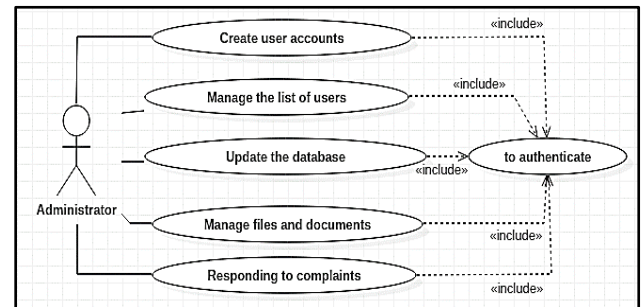 Create user accounts
«include»
Manage the list of users
«include»
Update the database
to authenticate
«include»
Administrator
Manage files and documents
«include»
Responding to complaints
«include»